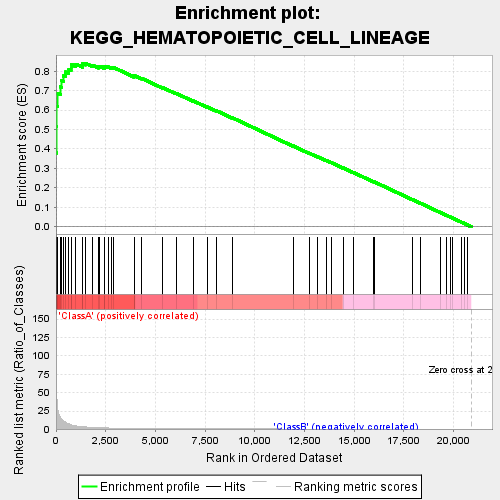 Enrichment plot:
KEGG_HEMATOPOIETIC_CELL_LINEAGE
Enrichment score (ES)
0.8
0.7
0.6
0.5
0.4
0.3
0.2
0.1
0.0
'ClassA' (positively correlated)
Ranked list metric (Ratio_of_Classes)
150
125
100
75
50
25
0
Zero cross at 2
'ClassB' (negatively correlated)
0 2,500 5,000 7,500 10,000 12,500 15,000 17,500 20,000
Rank in Ordered Dataset
Enrichment profile Hits Ranking metric scores